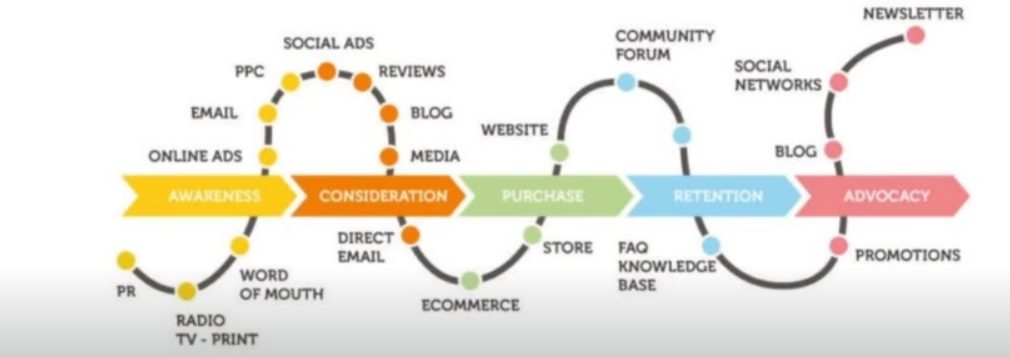 NEWSLETTER
SOCIAL ADS
COMMUNITY
FORUM
PPC
REVIEWS
SOCIAL
NETWORKS
EMAIL
BLOG
WEBSITE
ONLINE ADS
MEDIA
BLOG
AWARENESS
CONSIDERATION
PURCHASE
RETENTION
ADVOCACY
DIRECT
EMAIL
STORE
FAQ
KNOWLEDGE
BASE
PROMOTIONS
PR
WORD
OF MOUTH
ECOMMERCE
RADIO
TV - PRINT